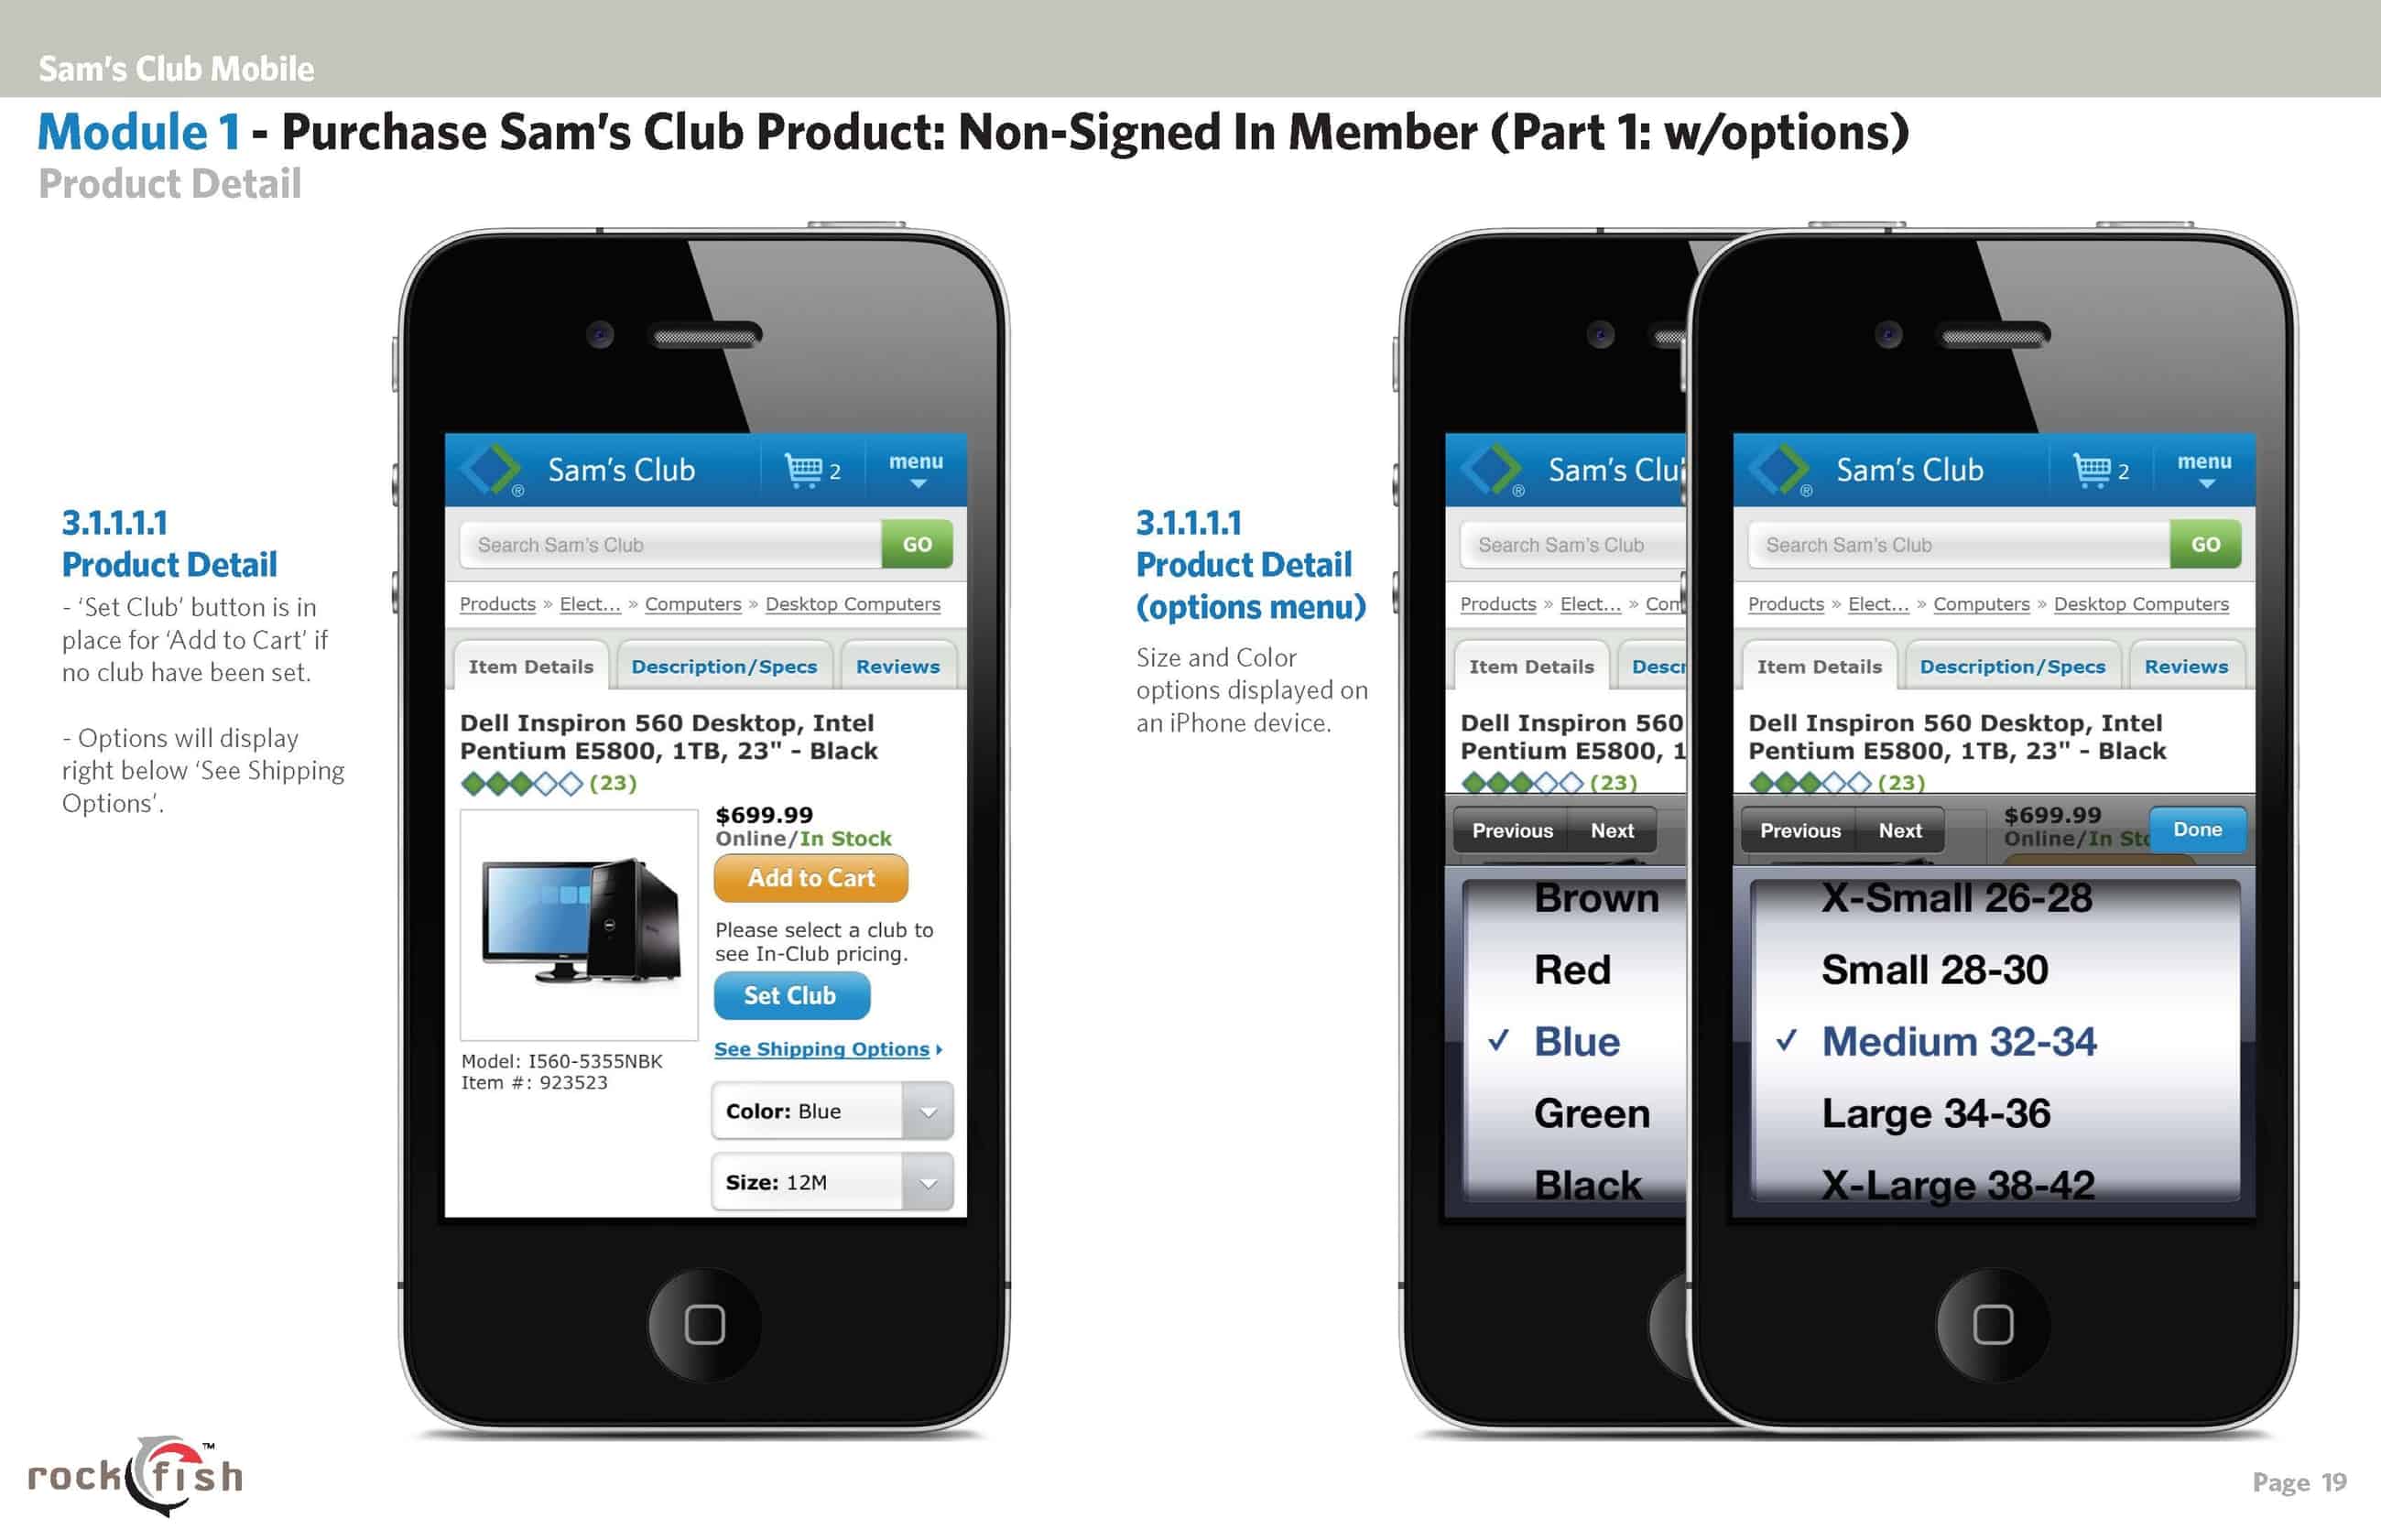 Sam's Club Mobile
Module 1 - Purchase Sam's Club Product: Non-Signed In Member (Part 1: w/options)
Product Detail
3.1.1.1.1
Product Detail
- ‘Set Club’ button is in
place for ‘Add to Cart’ if
no club have been set.
- Options will display
right below ‘See Shipping
Options’.
® Sam's Club 2 menu
Search Sam's Club GO
Products » Elect... » Computers » Desktop Computers
Item Details Description/Specs Reviews
Dell Inspiron 560 Desktop, Intel
Pentium E5800, 1TB, 23" - Black
(23)
$699.99
Online/In Stock
Add to Cart
Please select a club to
see In-Club pricing.
Set Club
See Shipping Options
Model: I560-5355NBK
Item #: 923523
Color: Blue
Size: 12M
3.1.1.1.1
Product Detail
(options menu)
Size and Color
options displayed on
an iPhone device.
® Sam's Clu
Search Sam's Club
Products » Elect... » Com
Item Details Descr
Dell Inspiron 560
Pentium E5800, 1
(23)
Previous Next
Brown
Red
✓ Blue
Green
Black
® Sam's Club 2 menu
Search Sam's Club GO
Products » Elect... » Computers » Desktop Computers
Item Details Description/Specs Reviews
Dell Inspiron 560 Desktop, Intel
Pentium E5800, 1TB, 23" - Black
(23)
$699.99
Online/In Sto
Previous Next Done
X-Small 26-28
Small 28-30
✓ Medium 32-34
Large 34-36
X-Large 38-42
rockfish™
Page 19